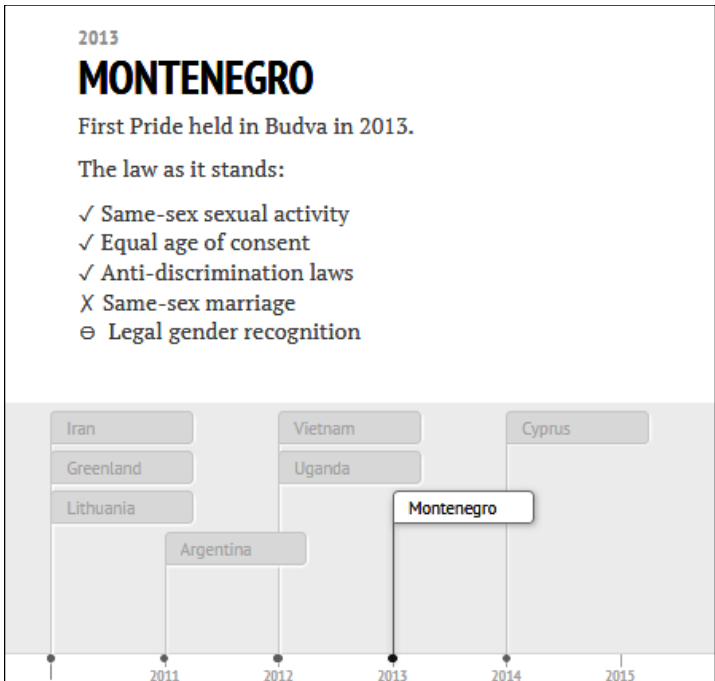 2013
MONTENEGRO
First Pride held in Budva in 2013.
The law as it stands:
✓ Same-sex sexual activity
✓ Equal age of consent
✓ Anti-discrimination laws
✗ Same-sex marriage
⊖ Legal gender recognition
Iran
Vietnam
Cyprus
Greenland
Uganda
Lithuania
Montenegro
Argentina
2011
2012
2013
2014
2015